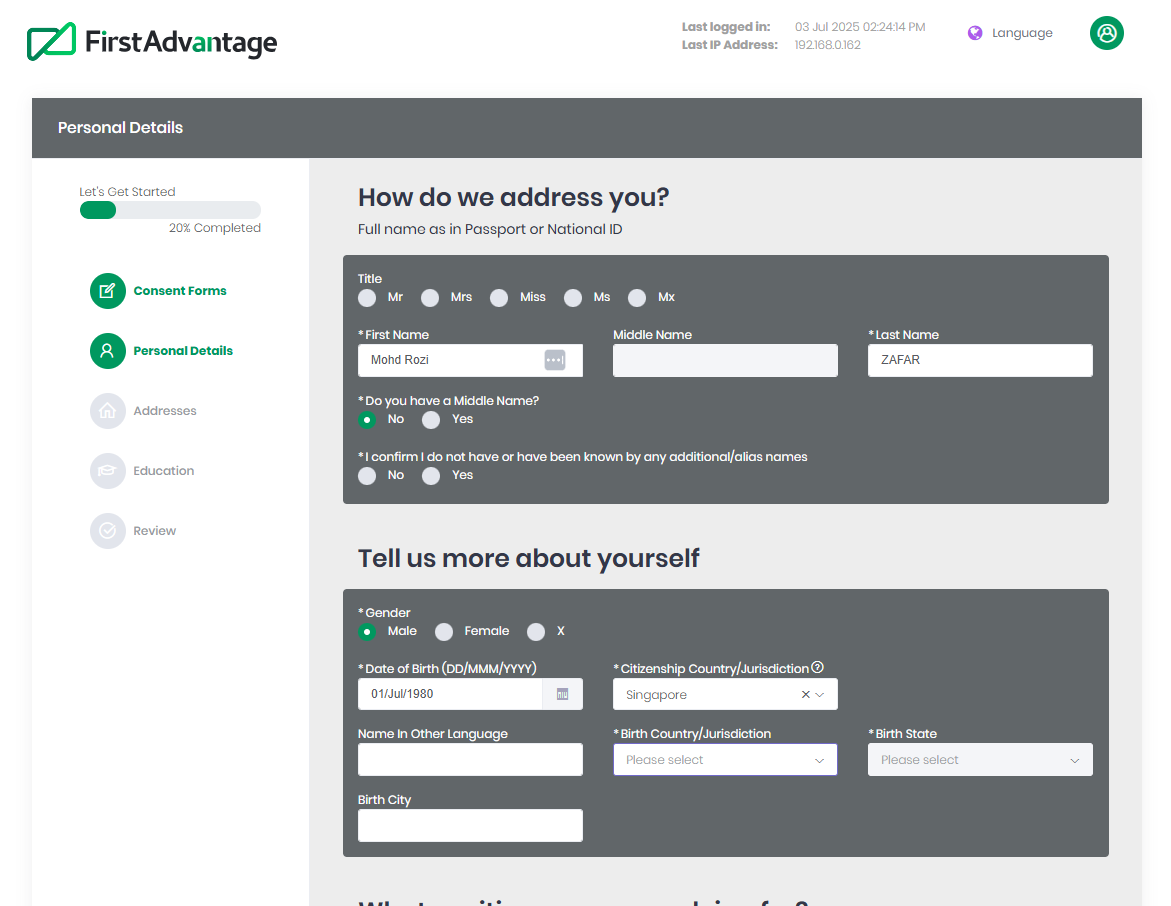 FirstAdvantage
Last logged in: 03 Jul 2025 02:24:14 PM
Last IP Address: 192.168.0.162
Language
Personal Details
Let's Get Started
20% Completed
Consent Forms
Personal Details
Addresses
Education
Review
How do we address you?
Full name as in Passport or National ID
Title
Mr Mrs Miss Ms Mx
* First Name Middle Name * Last Name
Mohd Rozi ZAFAR
* Do you have a Middle Name?
No Yes
* I confirm I do not have or have been known by any additional/alias names
No Yes
Tell us more about yourself
* Gender
Male Female X
* Date of Birth (DD/MMM/YYYY) * Citizenship Country/Jurisdiction
01/Jul/1980 Singapore
Name In Other Language * Birth Country/Jurisdiction * Birth State
Please select Please select
Birth City